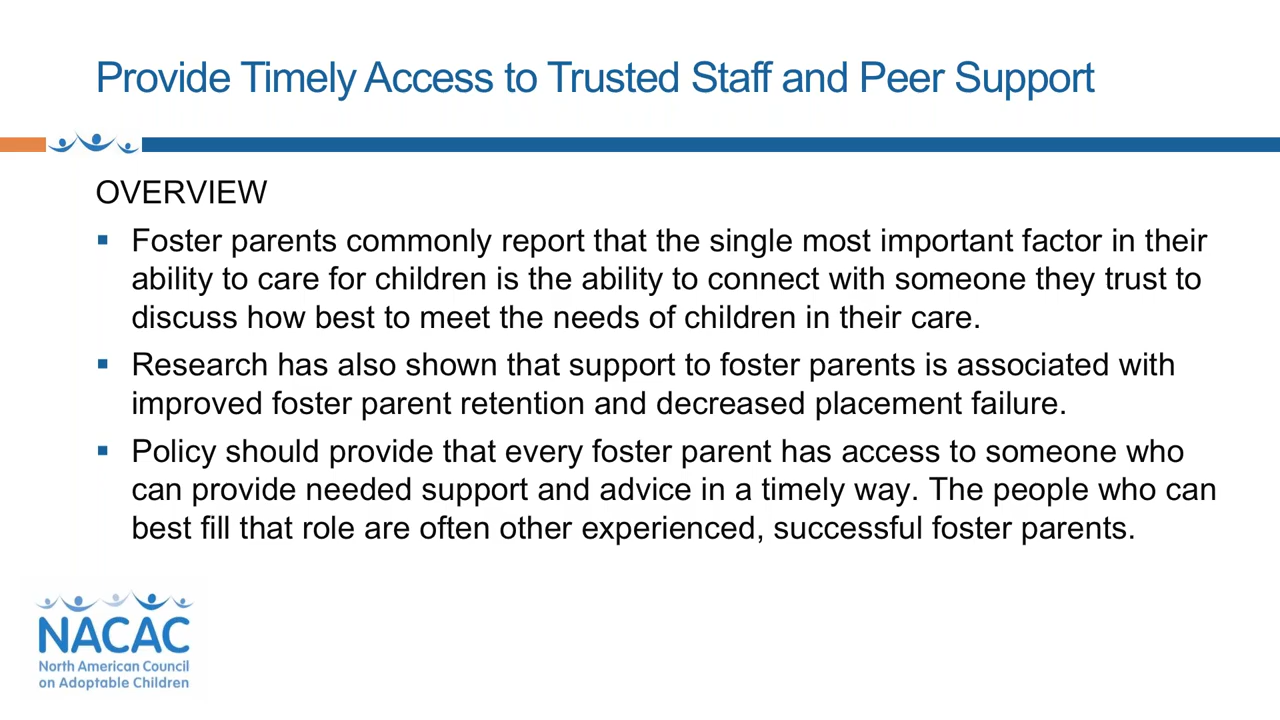 Provide Timely Access to Trusted Staff and Peer Support
OVERVIEW
▪ Foster parents commonly report that the single most important factor in their
ability to care for children is the ability to connect with someone they trust to
discuss how best to meet the needs of children in their care.
▪ Research has also shown that support to foster parents is associated with
improved foster parent retention and decreased placement failure.
▪ Policy should provide that every foster parent has access to someone who
can provide needed support and advice in a timely way. The people who can
best fill that role are often other experienced, successful foster parents.
NACAC
North American Council
on Adoptable Children